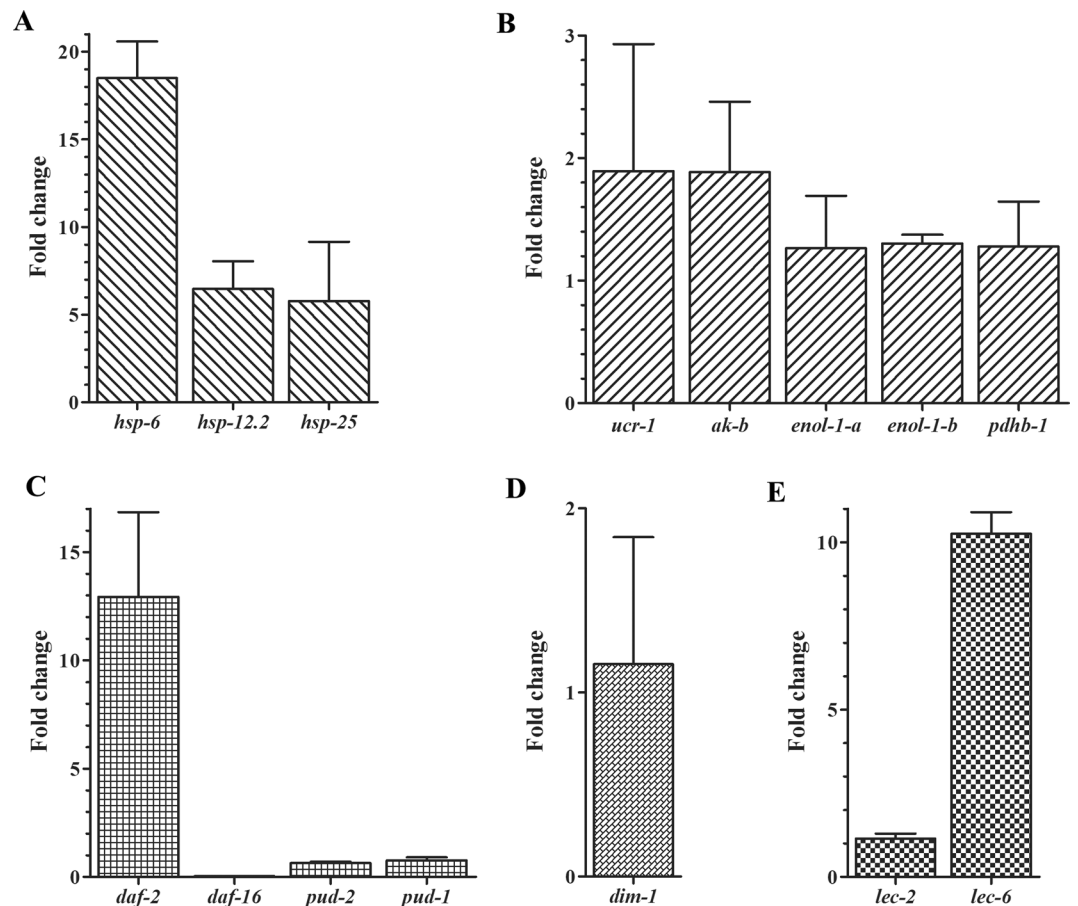 A
Fold change
20
15
10
5
0
hsp-6 hsp-12.2 hsp-25
B
Fold change
3
2
1
0
ucr-1 ak-b enol-1-a enol-1-b pdhb-1
C
Fold change
15
10
5
0
daf-2 daf-16 pud-2 pud-1
D
Fold change
2
1
0
dim-1
E
Fold change
10
5
0
lec-2 lec-6